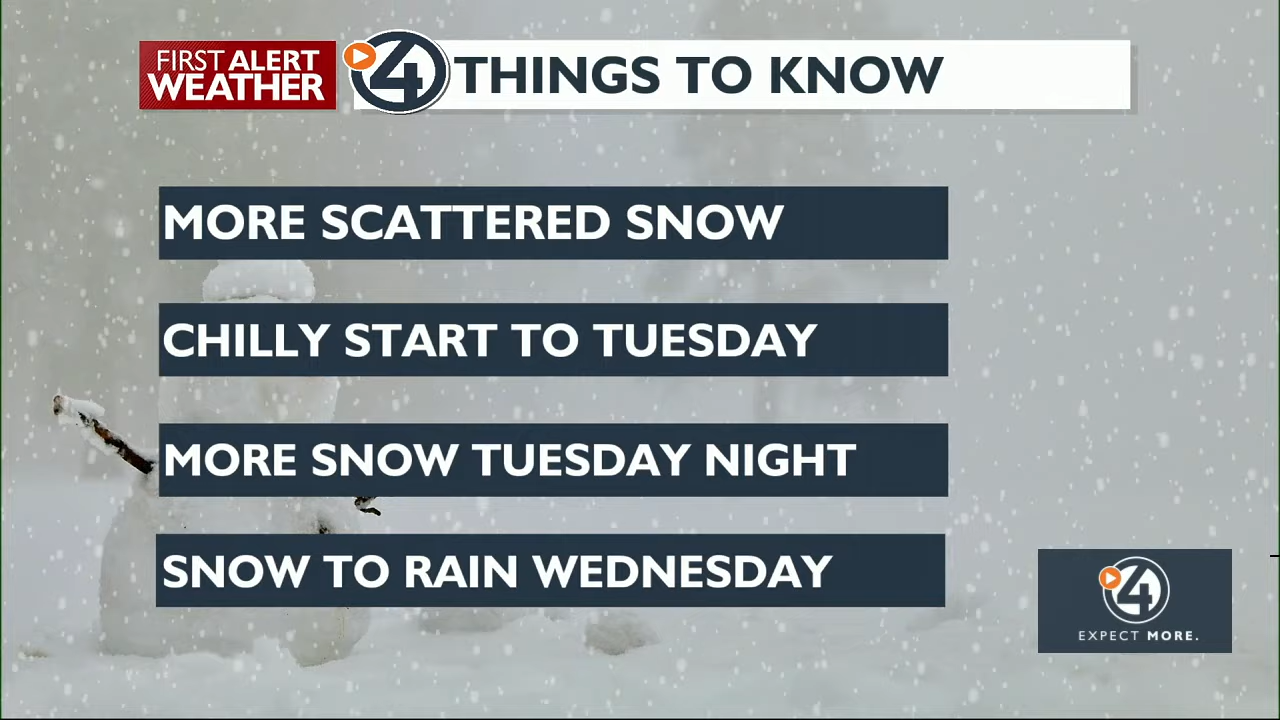 FIRST ALERT
WEATHER
4 THINGS TO KNOW
MORE SCATTERED SNOW
CHILLY START TO TUESDAY
MORE SNOW TUESDAY NIGHT
SNOW TO RAIN WEDNESDAY
4
EXPECT MORE.